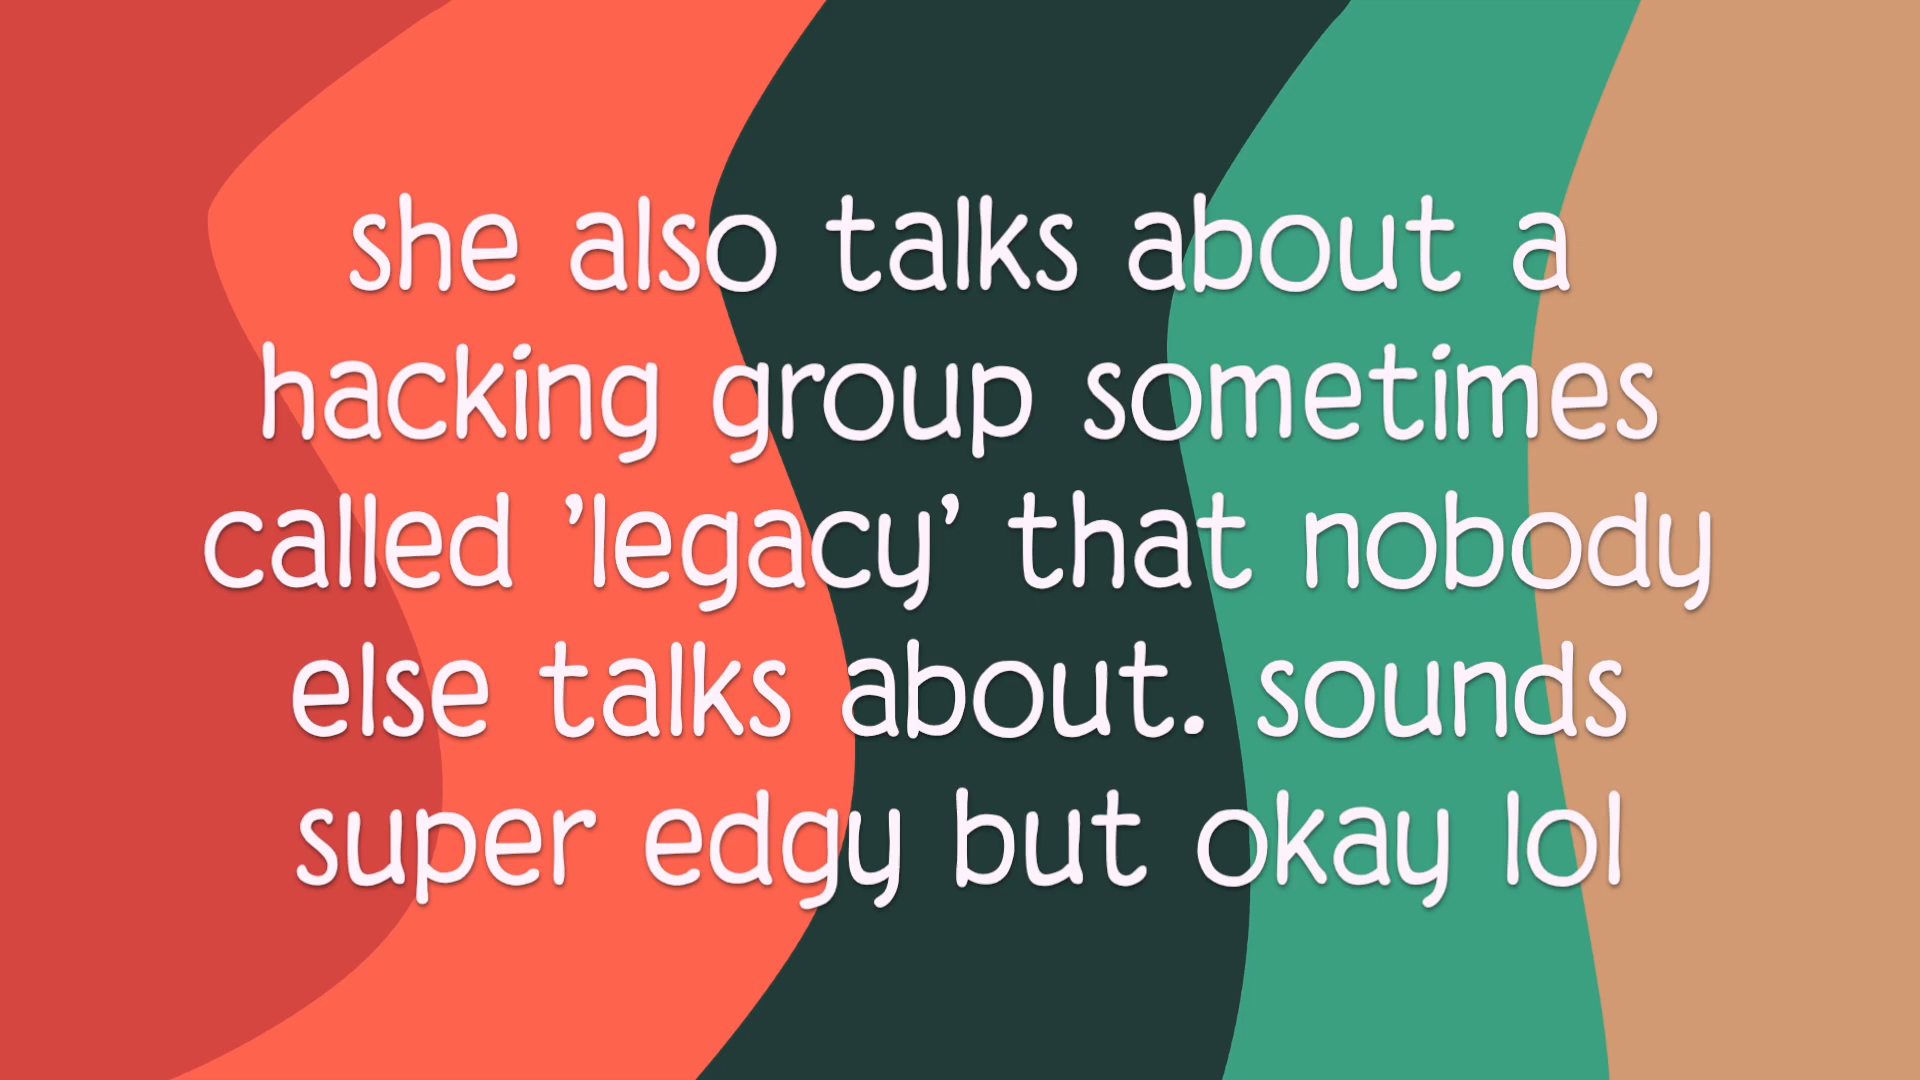 she also talks about a
hacking group sometimes
called 'legacy' that nobody
else talks about. sounds
super edgy but okay lol